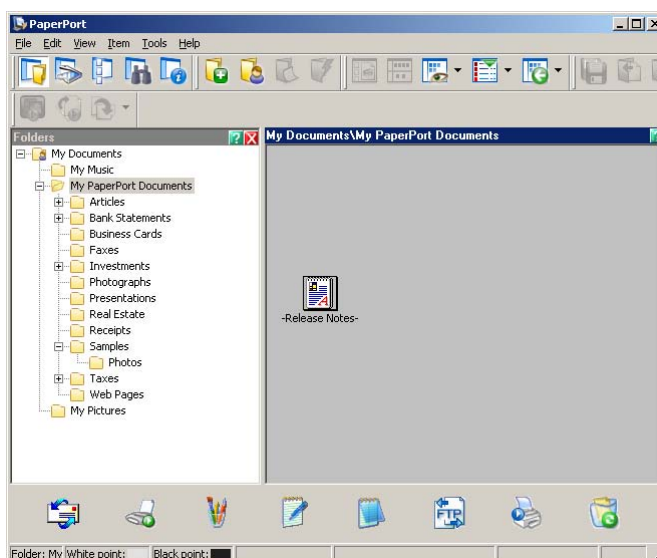 PaperPort
File Edit View Item Tools Help
Folders
My Documents\My PaperPort Documents
My Documents
My Music
My PaperPort Documents
Articles
Bank Statements
Business Cards
Faxes
Investments
Photographs
Presentations
Real Estate
Receipts
Samples
Photos
Taxes
Web Pages
My Pictures
-Release Notes-
FTP
Folder: My White point: Black point: